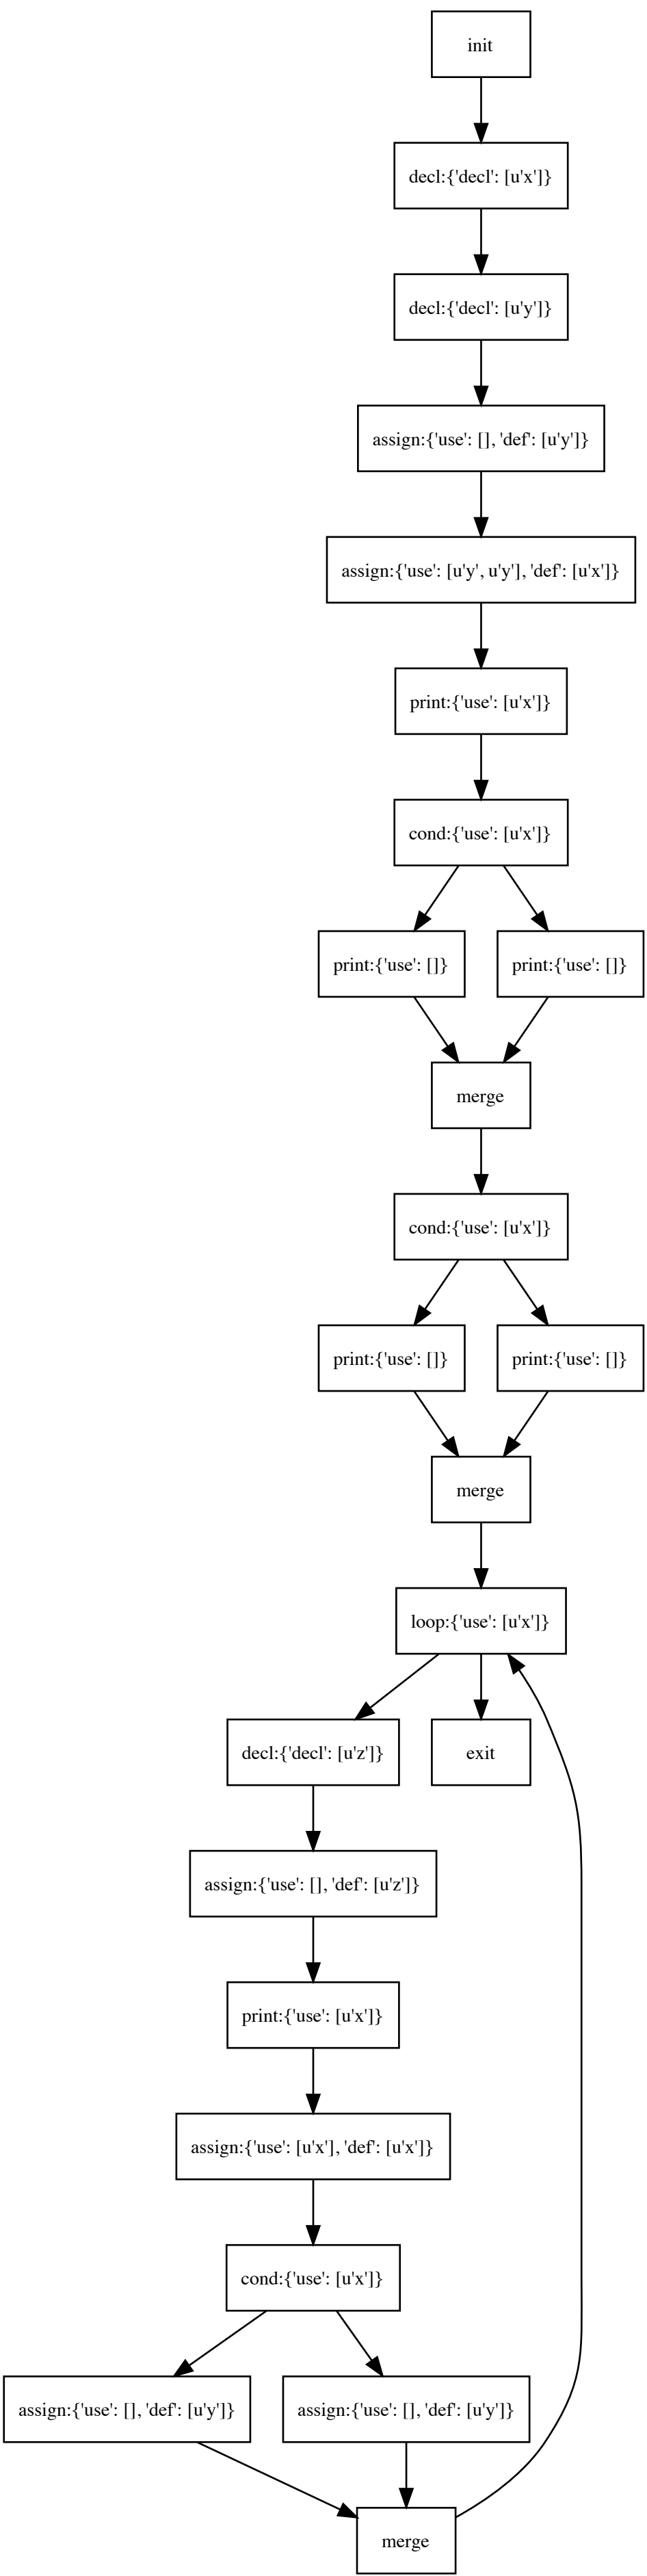 init
decl:{'decl': [u'x']}
decl:{'decl': [u'y']}
assign:{'use': [], 'def': [u'y']}
assign:{'use': [u'y', u'y'], 'def': [u'x']}
print:{'use': [u'x']}
cond:{'use': [u'x']}
print:{'use': []}
print:{'use': []}
merge
cond:{'use': [u'x']}
print:{'use': []}
print:{'use': []}
merge
loop:{'use': [u'x']}
decl:{'decl': [u'z']}
exit
assign:{'use': [], 'def': [u'z']}
print:{'use': [u'x']}
assign:{'use': [u'x'], 'def': [u'x']}
cond:{'use': [u'x']}
assign:{'use': [], 'def': [u'y']}
assign:{'use': [], 'def': [u'y']}
merge